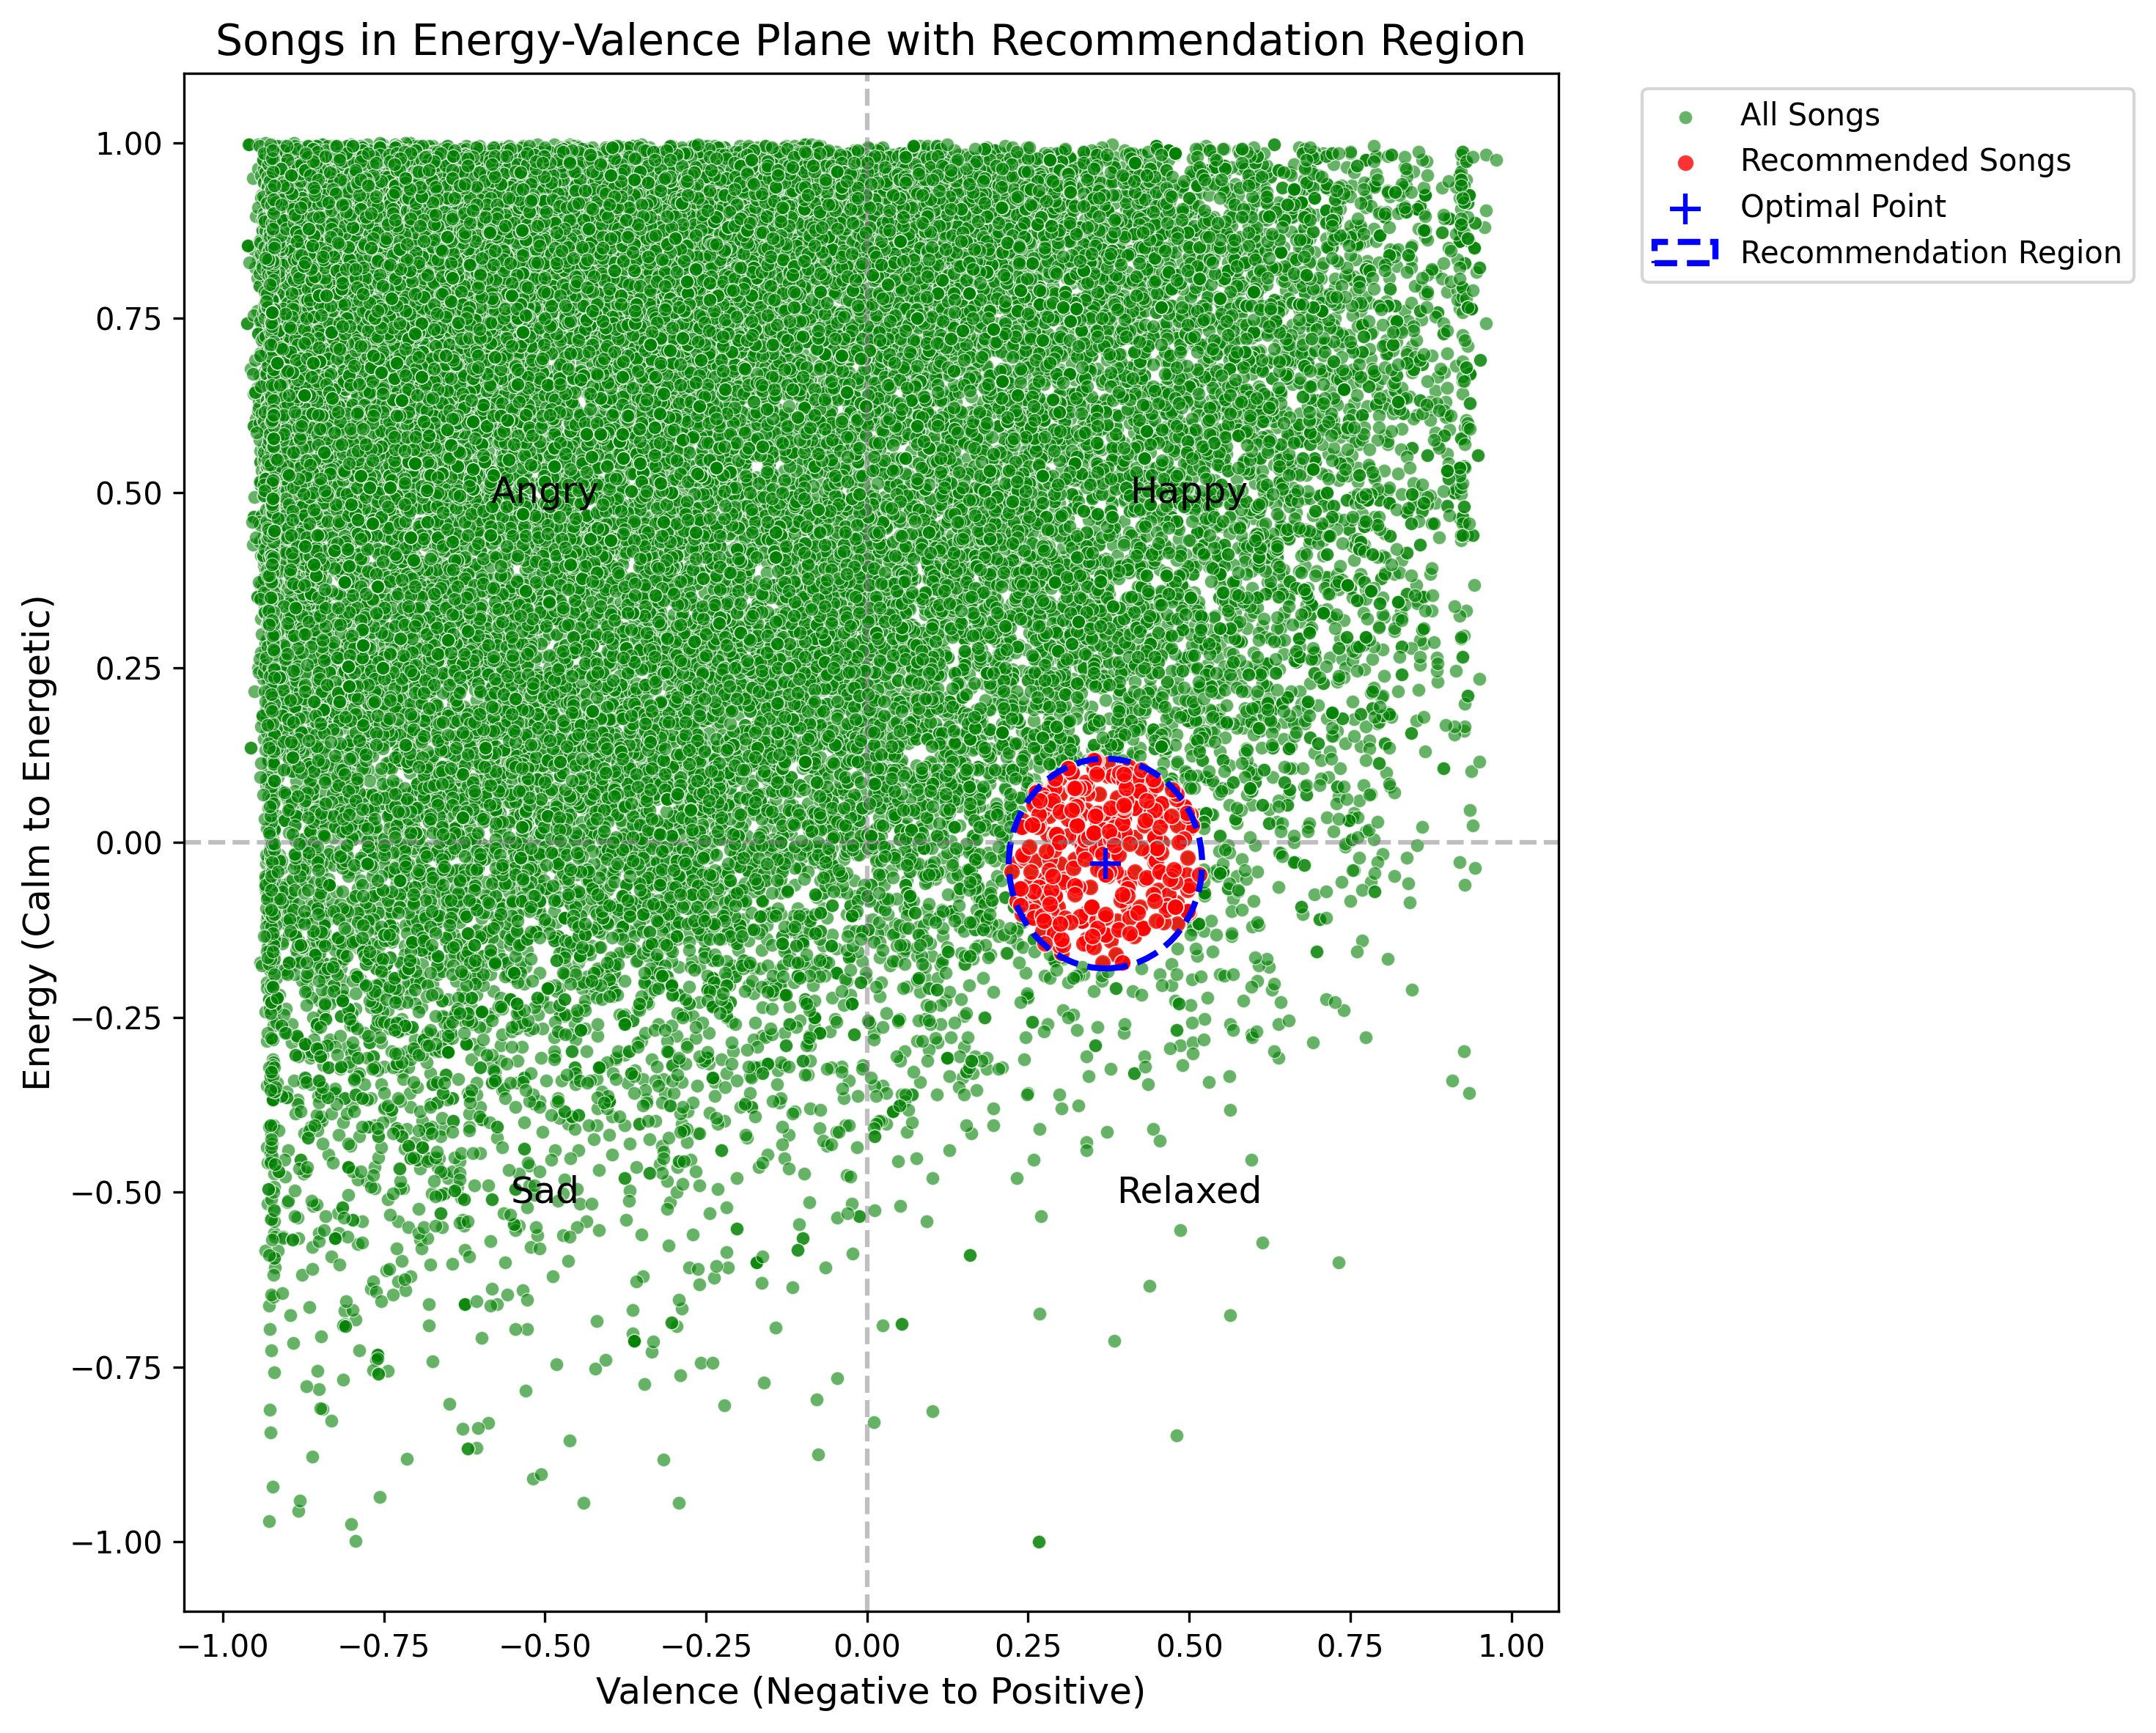 Songs in Energy-Valence Plane with Recommendation Region
All Songs
Recommended Songs
Optimal Point
Recommendation Region
1.00
0.75
0.50
0.25
0.00
−0.25
−0.50
−0.75
−1.00
Energy (Calm to Energetic)
Angry
Happy
Sad
Relaxed
−1.00
−0.75
−0.50
−0.25
0.00
0.25
0.50
0.75
1.00
Valence (Negative to Positive)